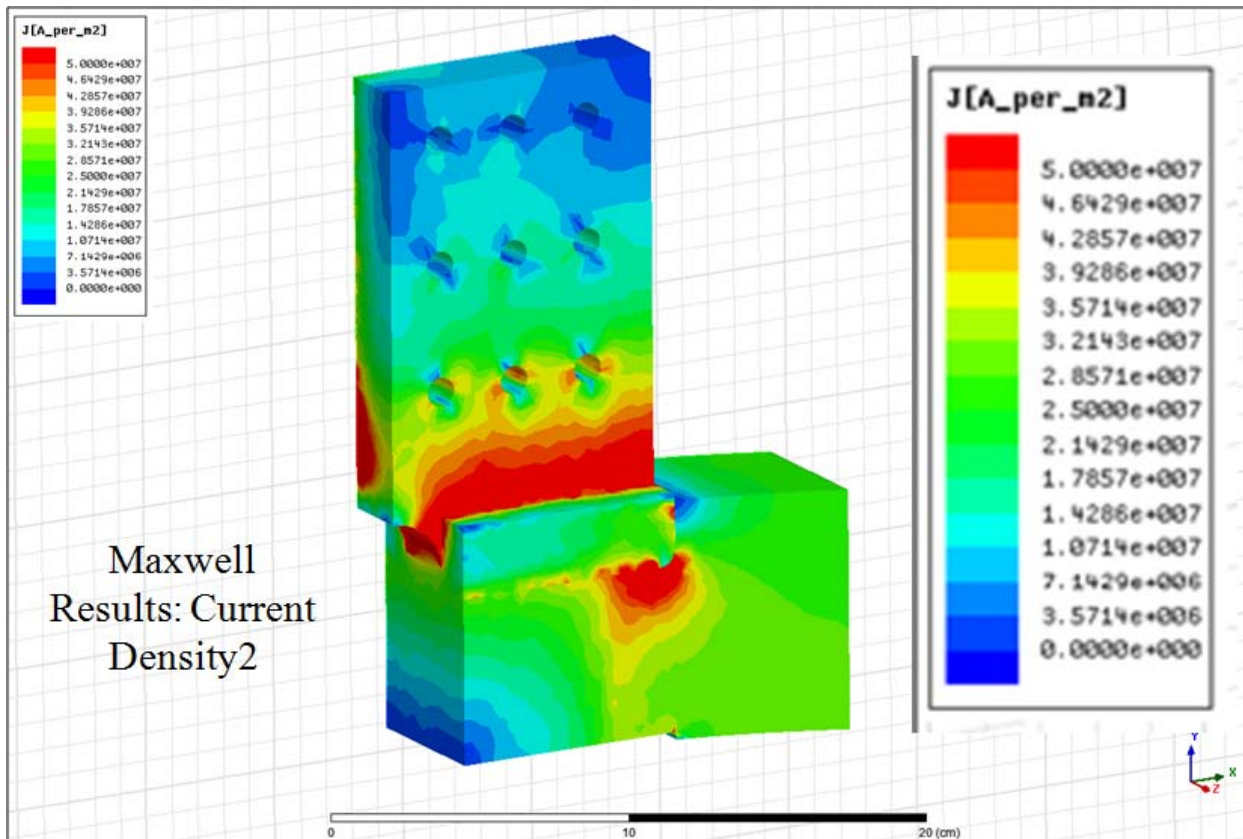 J[A_per_m2]
5.0000e+007
4.6429e+007
4.2857e+007
3.9286e+007
3.5714e+007
3.2143e+007
2.8571e+007
2.5000e+007
2.1429e+007
1.7857e+007
1.4286e+007
1.0714e+007
7.1429e+006
3.5714e+006
0.0000e+000
Maxwell
Results: Current
Density2
J[A_per_m2]
5.0000e+007
4.6429e+007
4.2857e+007
3.9286e+007
3.5714e+007
3.2143e+007
2.8571e+007
2.5000e+007
2.1429e+007
1.7857e+007
1.4286e+007
1.0714e+007
7.1429e+006
3.5714e+006
0.0000e+000
Y
X
Z
0 10 20 (cm)